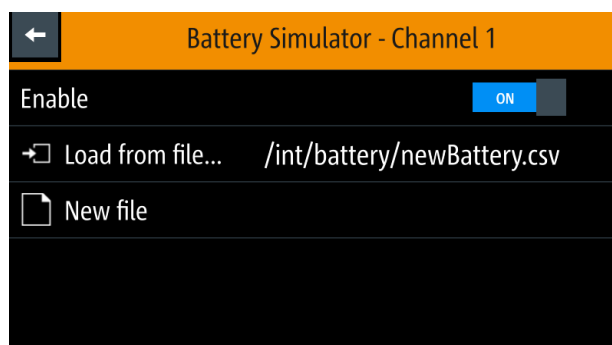 Battery Simulator - Channel 1
Enable ON
Load from file... /int/battery/newBattery.csv
New file